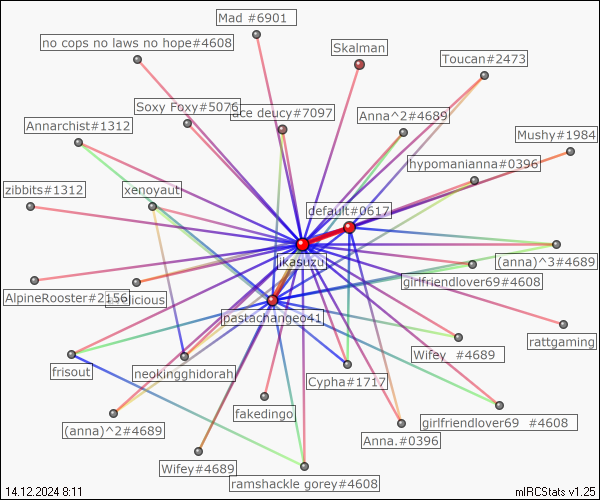 Mad #6901
no cops no laws no hope#4608
Skalman
Toucan#2473
Soxy Foxy#5076
ace deucy#7097
Anna^2#4689
Annarchist#1312
Mushy#1984
hypomanianna#0396
zibbits#1312
xenoyaut
default#0617
jikasuzu
(anna)^3#4689
girlfriendlover69#4608
AlpineRooster#2156
pastachangeo41
rattgaming
Wifey #4689
frisout
neokingghidorah
Cypha#1717
fakedingo
girlfriendlover69 #4608
(anna)^2#4689
Anna.#0396
Wifey#4689
ramshackle gorey#4608
14.12.2024 8:11
mIRCStats v1.25